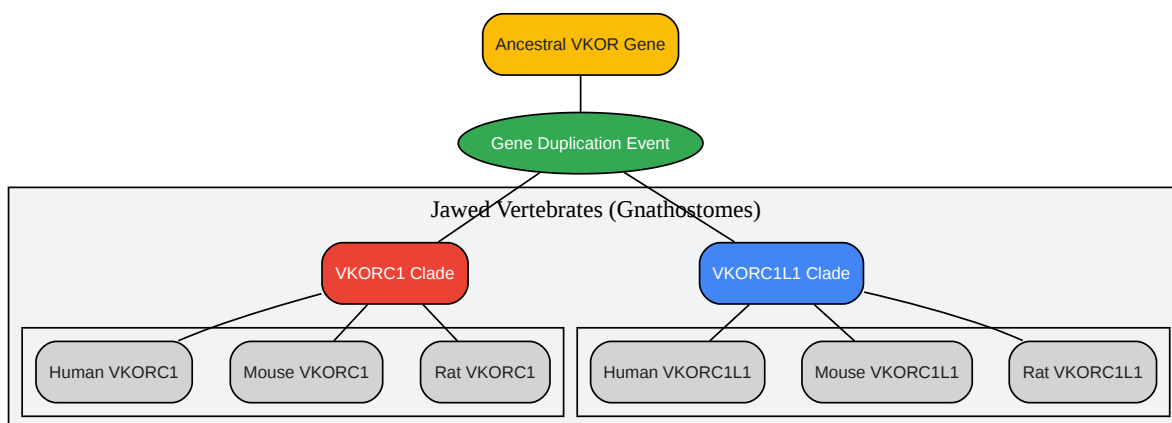 Ancestral VKOR Gene
Gene Duplication Event
Jawed Vertebrates (Gnathostomes)
VKORC1 Clade
VKORC1L1 Clade
Human VKORC1
Mouse VKORC1
Rat VKORC1
Human VKORC1L1
Mouse VKORC1L1
Rat VKORC1L1